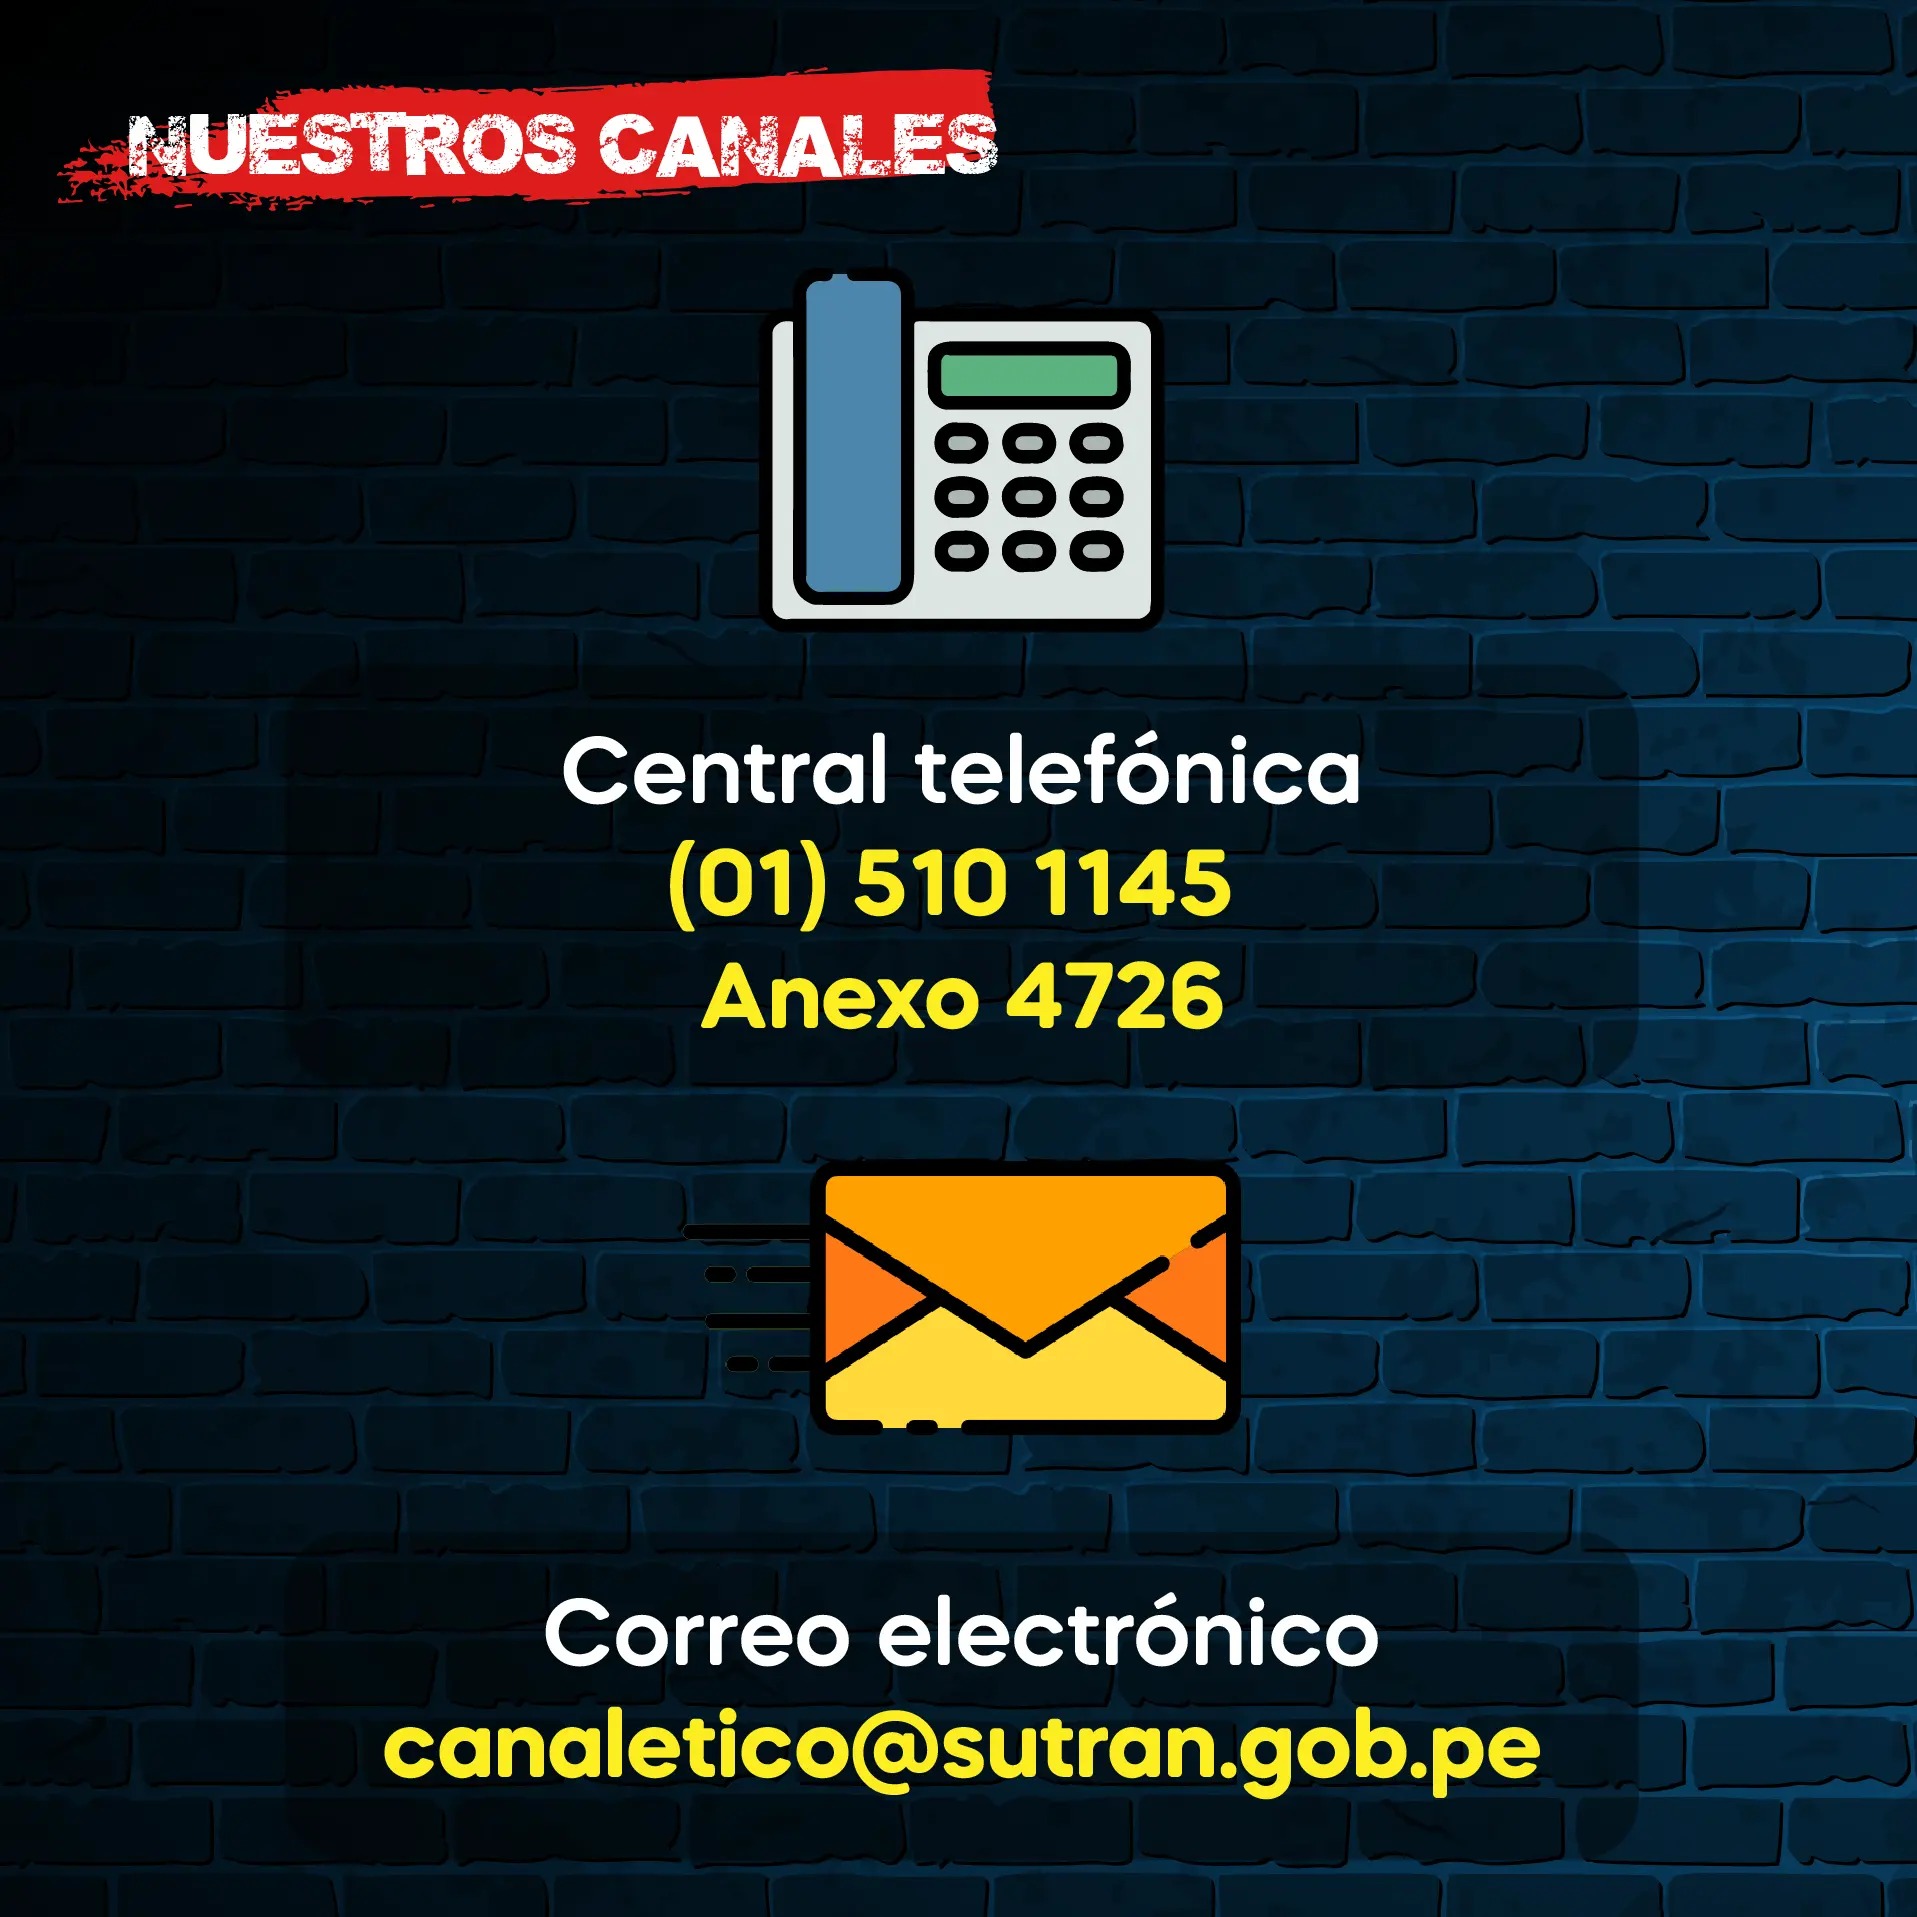 NUESTROS CANALES
Central telefónica
(01) 510 1145
Anexo 4726
Correo electrónico
canaletico@sutran.gob.pe